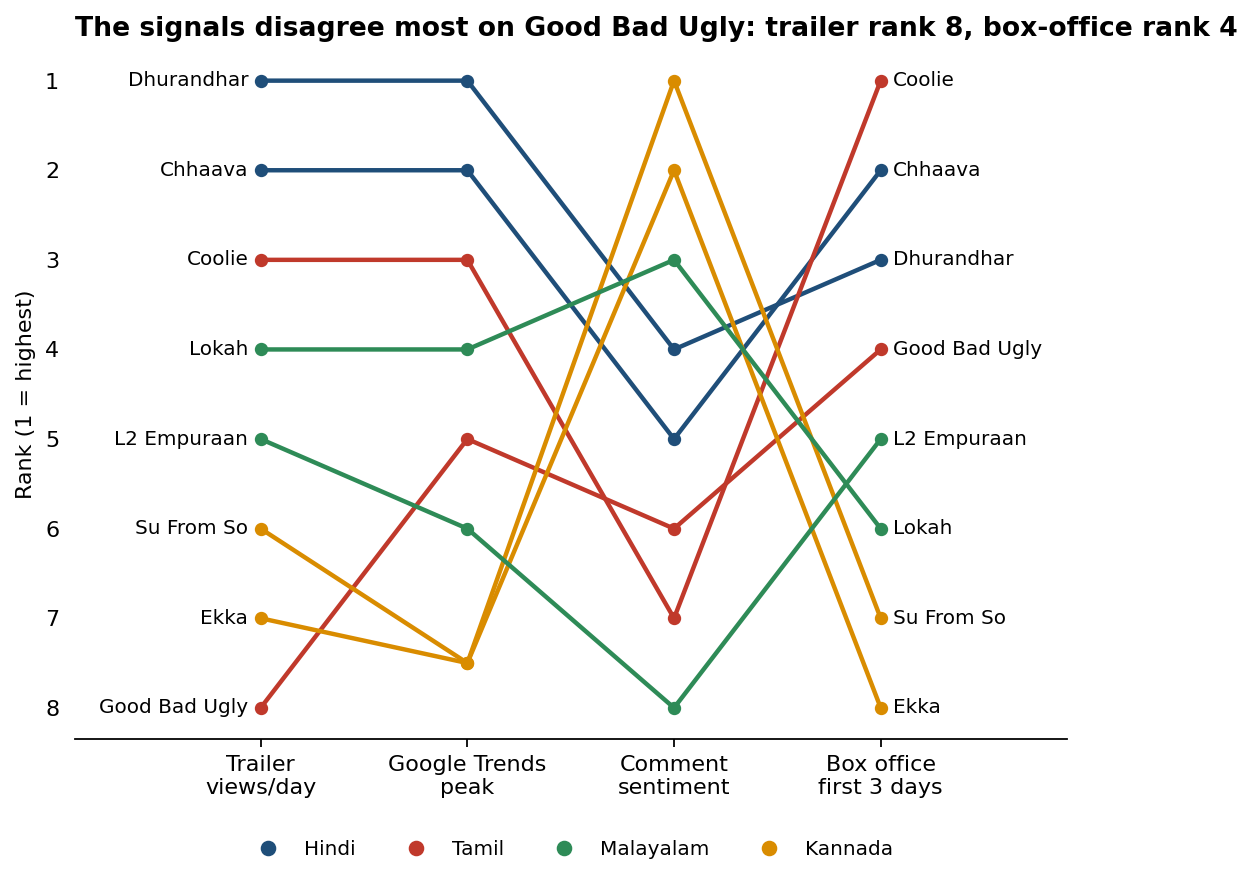 The signals disagree most on Good Bad Ugly: trailer rank 8, box-office rank 4
Rank (1 = highest)
1
2
3
4
5
6
7
8
Dhurandhar
Chhaava
Coolie
Lokah
L2 Empuraan
Su From So
Ekka
Good Bad Ugly
Coolie
Chhaava
Dhurandhar
Good Bad Ugly
L2 Empuraan
Lokah
Su From So
Ekka
Trailer
views/day
Google Trends
peak
Comment
sentiment
Box office
first 3 days
Hindi
Tamil
Malayalam
Kannada